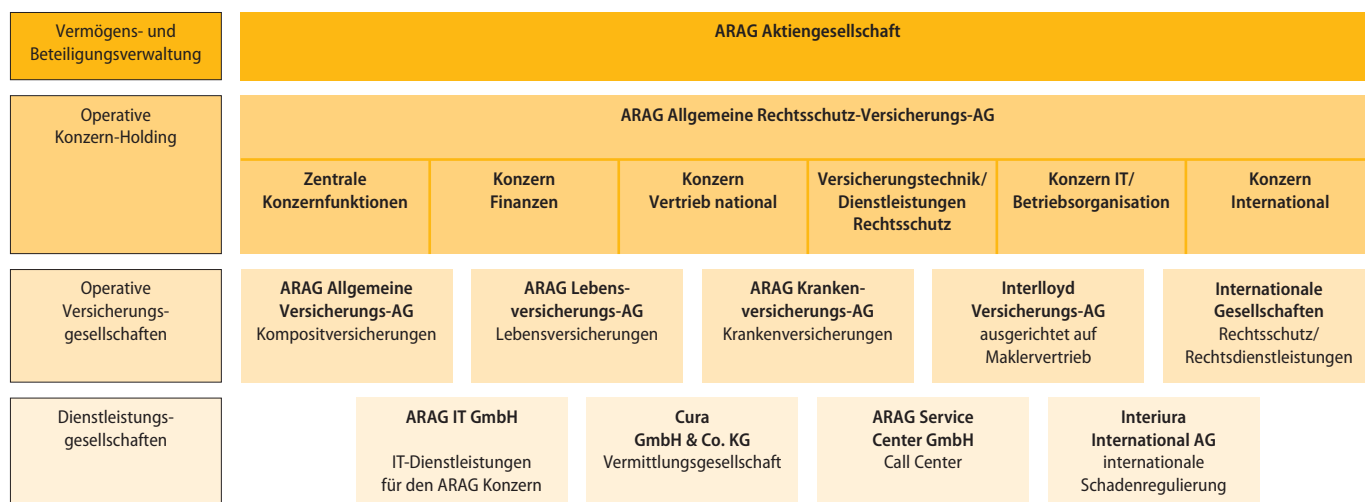 Vermögens- und
Beteiligungsverwaltung
ARAG Aktiengesellschaft
Operative
Konzern-Holding
ARAG Allgemeine Rechtsschutz-Versicherungs-AG
Zentrale
Konzernfunktionen
Konzern
Finanzen
Konzern
Vertrieb national
Versicherungstechnik/
Dienstleistungen
Rechtsschutz
Konzern IT/
Betriebsorganisation
Konzern
International
Operative
Versicherungs-
gesellschaften
ARAG Allgemeine
Versicherungs-AG
Kompositversicherungen
ARAG Lebens-
versicherungs-AG
Lebensversicherungen
ARAG Kranken-
versicherungs-AG
Krankenversicherungen
Interlloyd
Versicherungs-AG
ausgerichtet auf
Maklervertrieb
Internationale
Gesellschaften
Rechtsschutz/
Rechtsdienstleistungen
Dienstleistungs-
gesellschaften
ARAG IT GmbH
IT-Dienstleistungen
für den ARAG Konzern
Cura
GmbH & Co. KG
Vermittlungsgesellschaft
ARAG Service
Center GmbH
Call Center
Interiura
International AG
internationale
Schadenregulierung